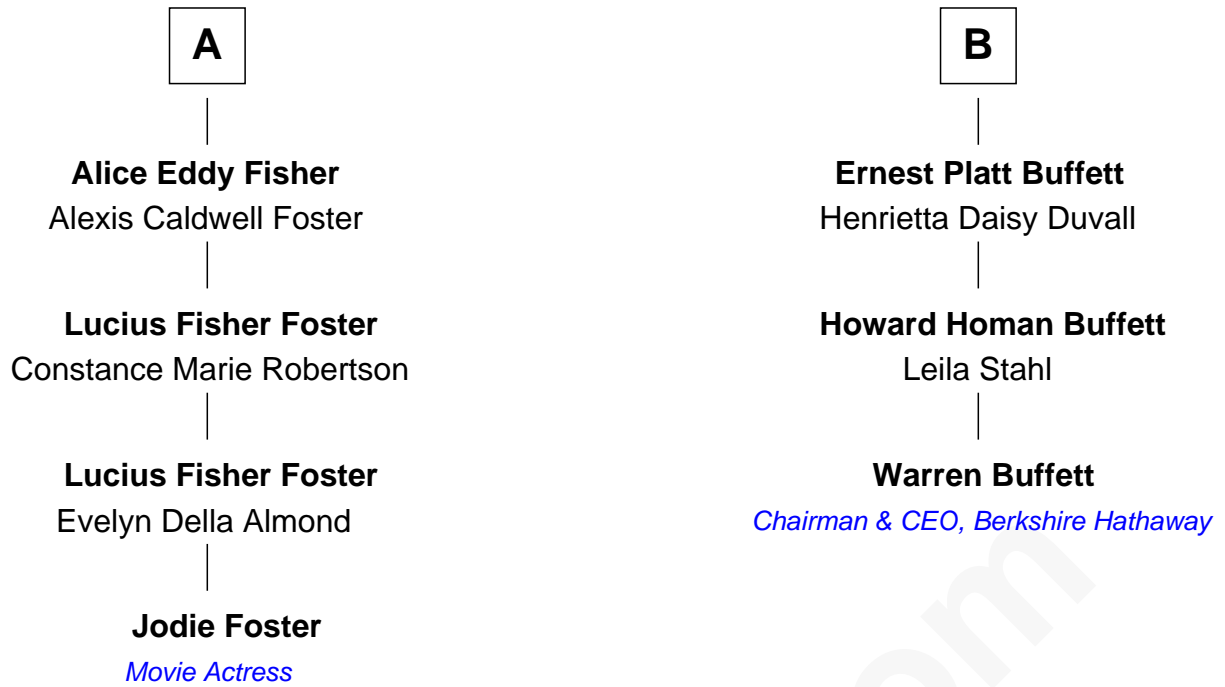 A
Alice Eddy Fisher
Alexis Caldwell Foster
Lucius Fisher Foster
Constance Marie Robertson
Lucius Fisher Foster
Evelyn Della Almond
Jodie Foster
Movie Actress
B
Ernest Platt Buffett
Henrietta Daisy Duvall
Howard Homan Buffett
Leila Stahl
Warren Buffett
Chairman & CEO, Berkshire Hathaway
om